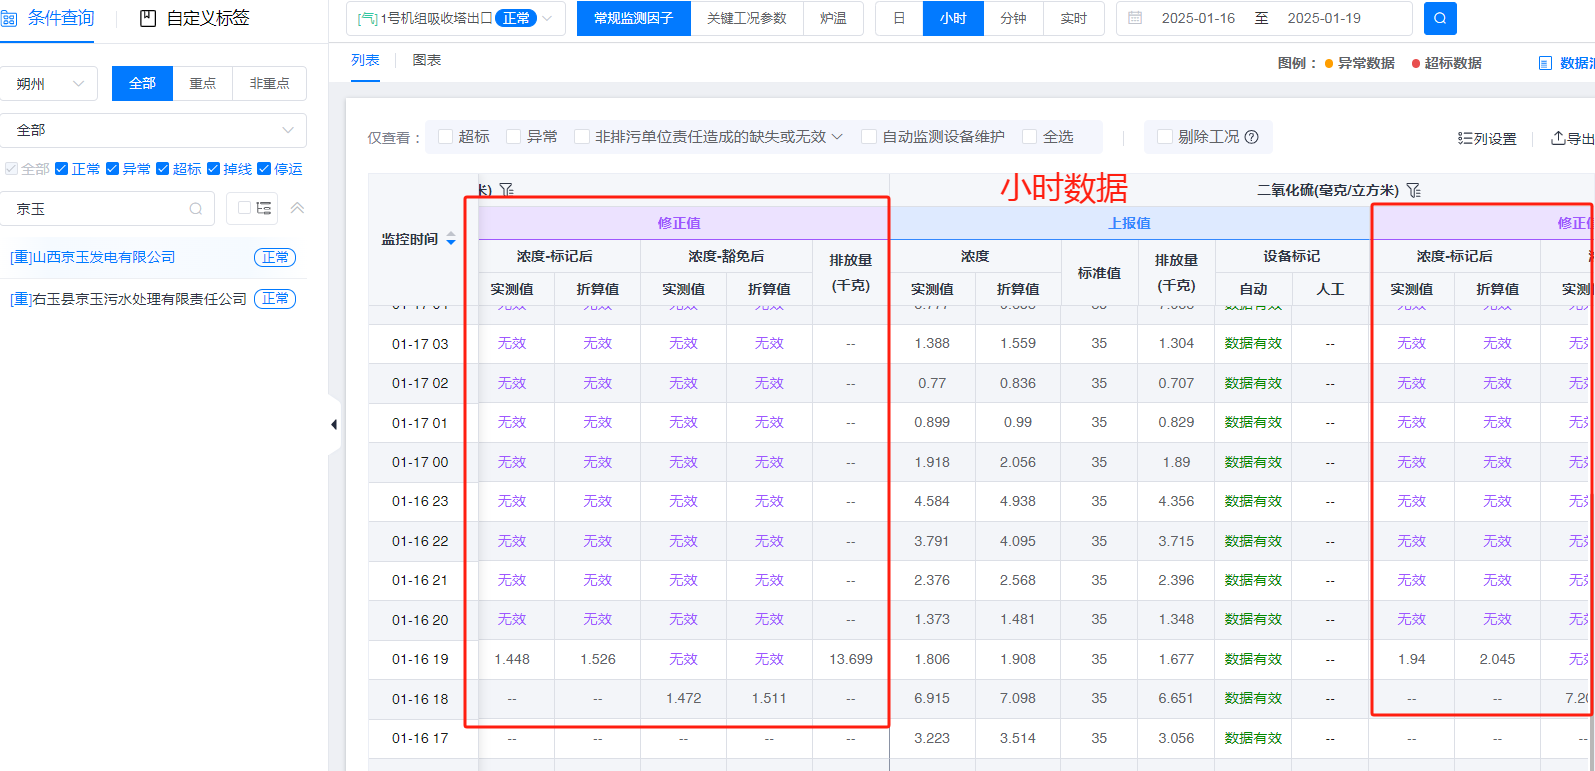 条件查询
自定义标签
[气]1号机组吸收塔出口 正常
常规监测因子 关键工况参数 炉温
日 小时 分钟 实时
2025-01-16 至 2025-01-19
列表 图表
图例： 异常数据 超标数据
朔州
全部 重点 非重点
全部
全部 正常 异常 超标 掉线 停运
京玉
[重]山西京玉发电有限公司 正常
[重]右玉县京玉污水处理有限责任公司 正常
仅查看： 超标 异常 非排污单位责任造成的缺失或无效 自动监测设备维护 全选 剔除工况
列设置 导出
小时数据
二氧化硫(毫克/立方米)
监控时间
修正值 上报值
浓度-标记后 浓度-豁免后 排放量(千克) 浓度 标准值 排放量(千克) 设备标记 浓度-标记后
实测值 折算值 实测值 折算值 实测值 折算值 自动 人工 实测值 折算值
01-17 03 无效 无效 无效 无效 -- 1.388 1.559 35 1.304 数据有效 -- 无效 无效
01-17 02 无效 无效 无效 无效 -- 0.77 0.836 35 0.707 数据有效 -- 无效 无效
01-17 01 无效 无效 无效 无效 -- 0.899 0.99 35 0.829 数据有效 -- 无效 无效
01-17 00 无效 无效 无效 无效 -- 1.918 2.056 35 1.89 数据有效 -- 无效 无效
01-16 23 无效 无效 无效 无效 -- 4.584 4.938 35 4.356 数据有效 -- 无效 无效
01-16 22 无效 无效 无效 无效 -- 3.791 4.095 35 3.715 数据有效 -- 无效 无效
01-16 21 无效 无效 无效 无效 -- 2.376 2.568 35 2.396 数据有效 -- 无效 无效
01-16 20 无效 无效 无效 无效 -- 1.373 1.481 35 1.348 数据有效 -- 无效 无效
01-16 19 1.448 1.526 无效 无效 13.699 1.806 1.908 35 1.677 数据有效 -- 1.94 2.045
01-16 18 -- -- 1.472 1.511 -- 6.915 7.098 35 6.651 数据有效 -- -- --
01-16 17 -- -- -- -- -- 3.223 3.514 35 3.056 数据有效 -- -- -- --